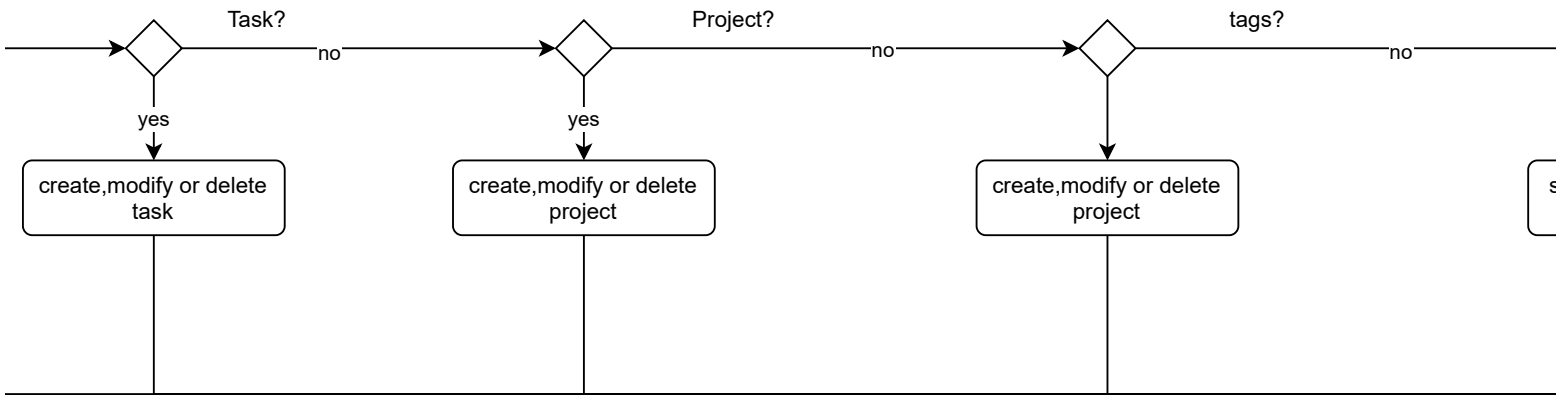 Task?
Project?
tags?
no
no
no
yes
yes
create,modify or delete
task
create,modify or delete
project
create,modify or delete
project
s